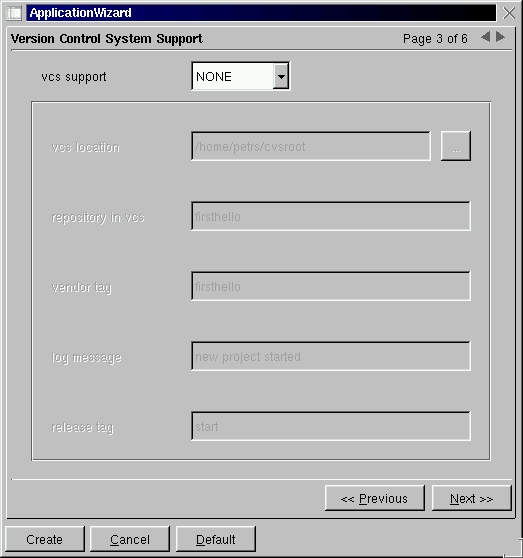 ApplicationWizard
Version Control System Support Page 3 of 6
vcs support NONE
vcs location /home/petrs/cvsroot ...
repository in vcs firsthello
vendor tag firsthello
log message new project started
release tag start
<< Previous Next >>
Create Cancel Default